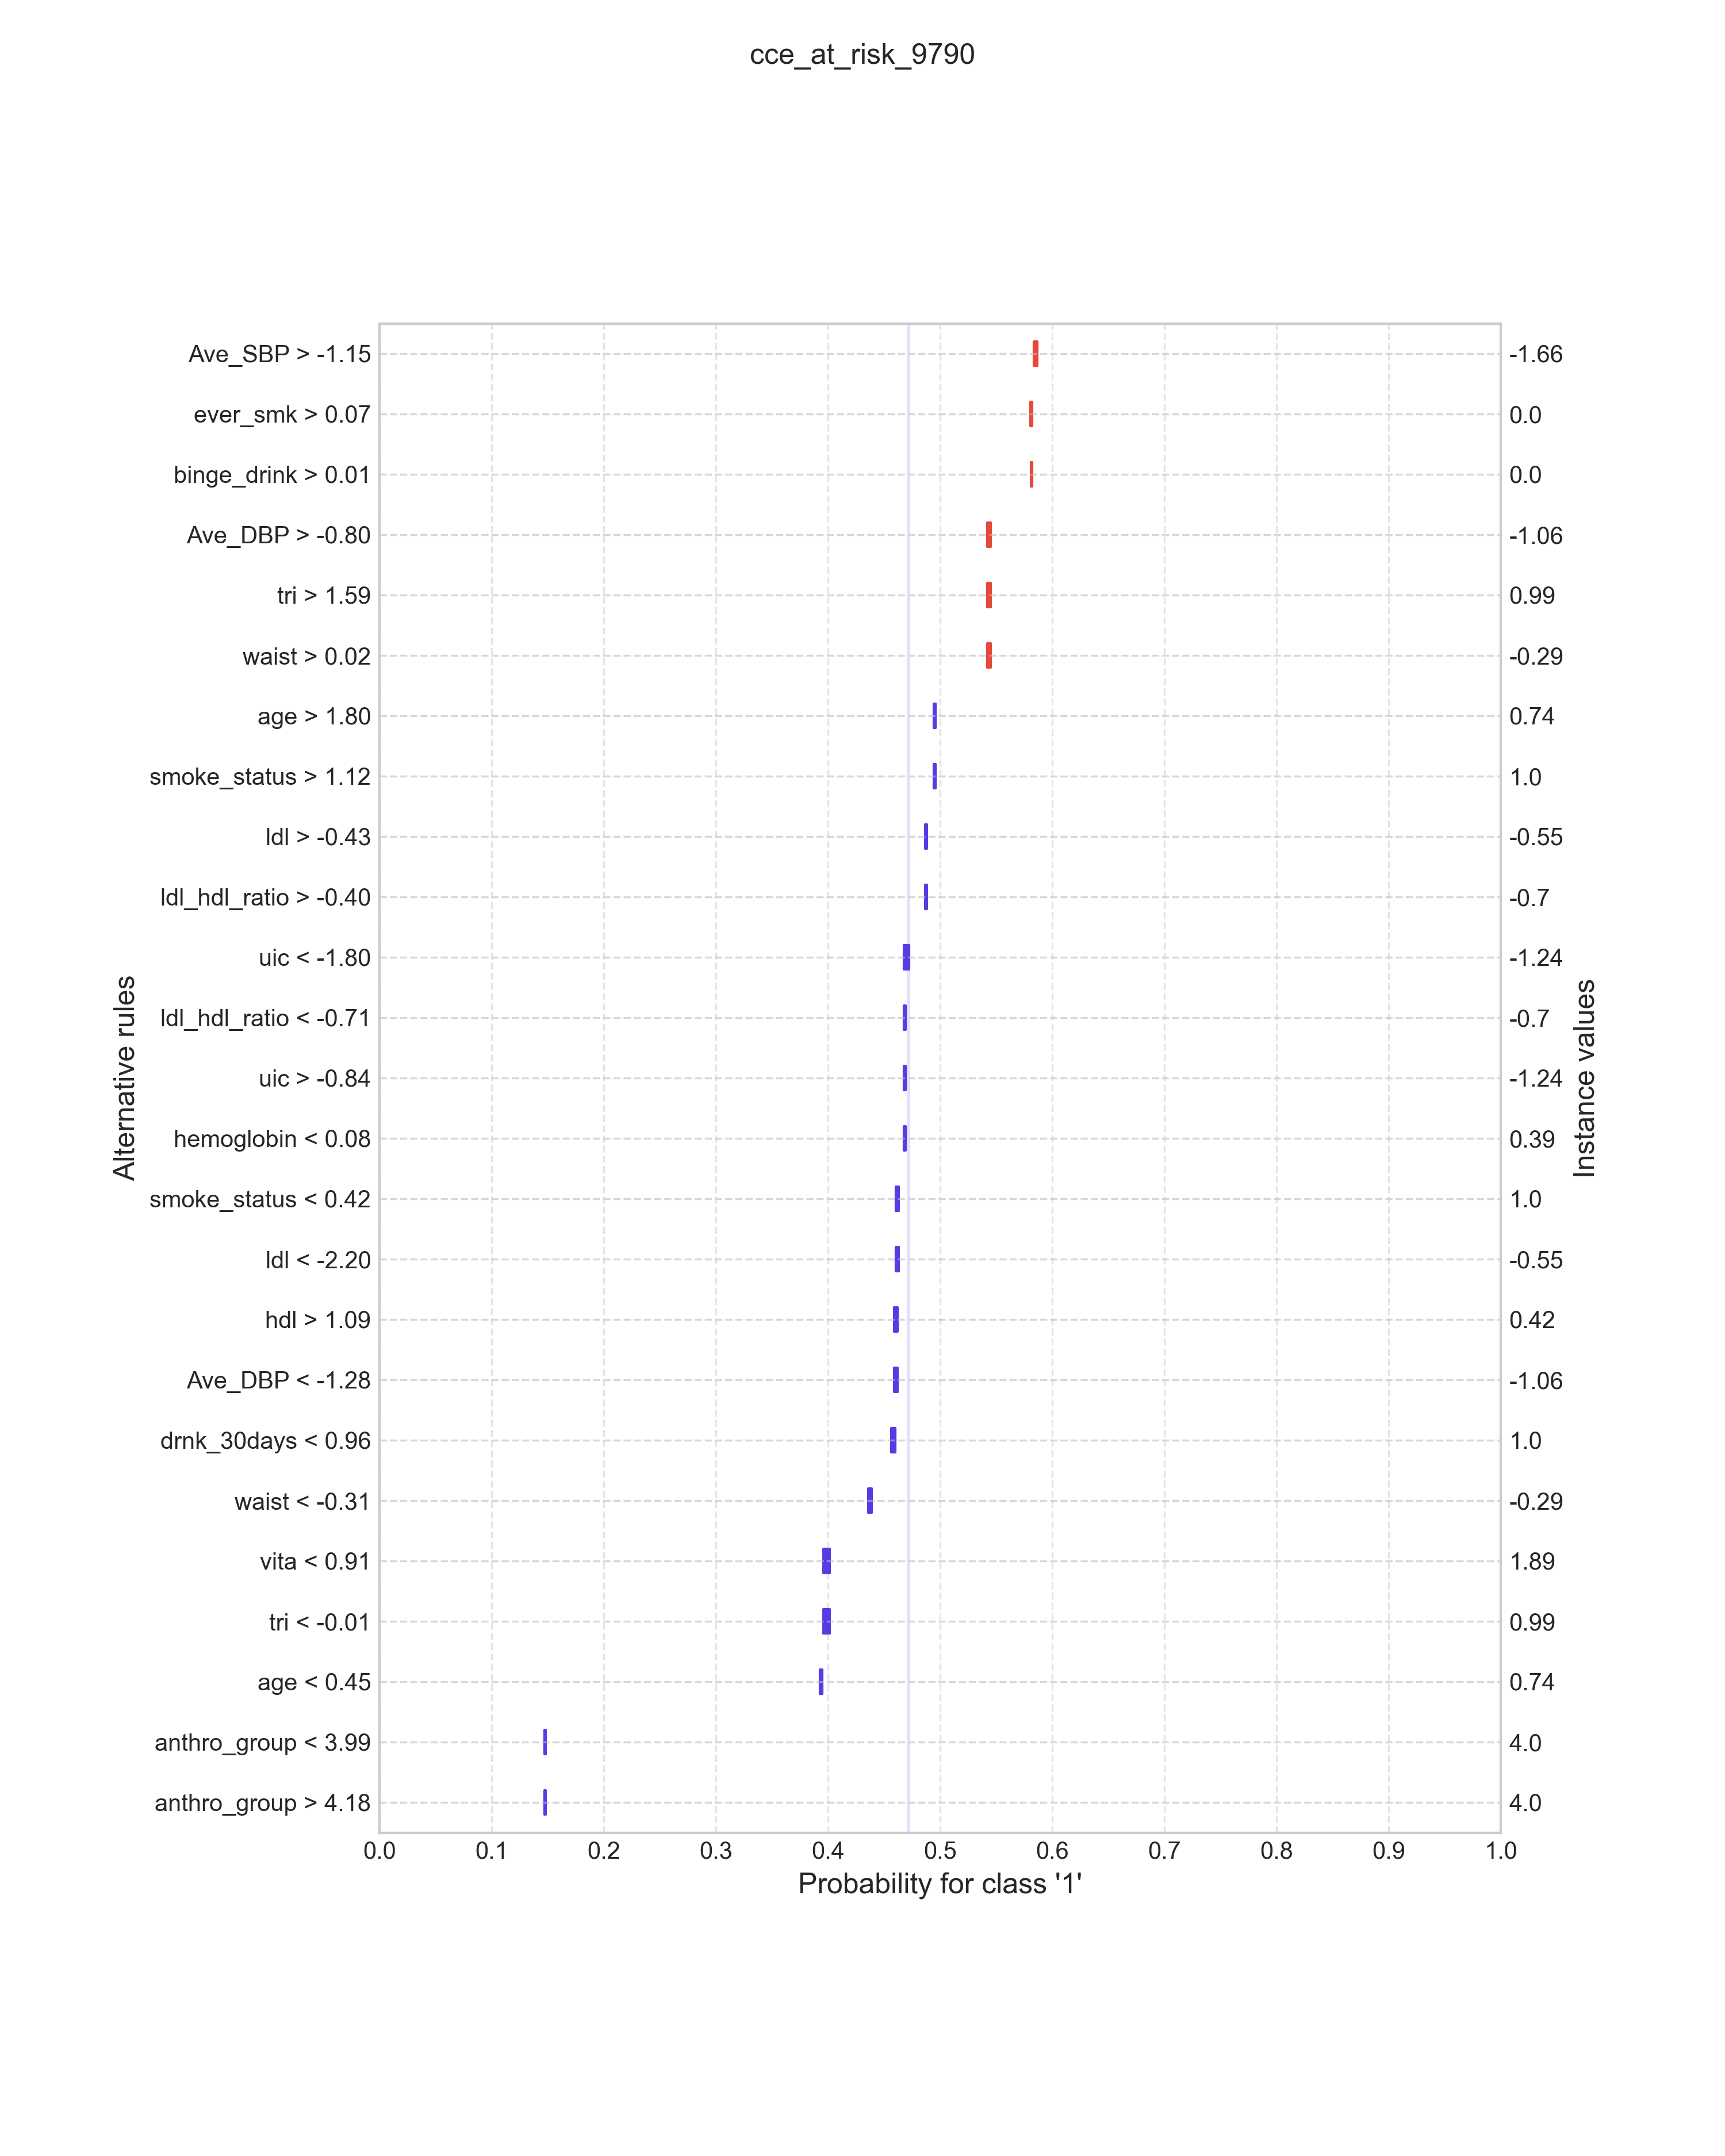 cce_at_risk_9790
Ave_SBP > -1.15 -1.66
ever_smk > 0.07 0.0
binge_drink > 0.01 0.0
Ave_DBP > -0.80 -1.06
tri > 1.59 0.99
waist > 0.02 -0.29
age > 1.80 0.74
smoke_status > 1.12 1.0
ldl > -0.43 -0.55
ldl_hdl_ratio > -0.40 -0.7
uic < -1.80 -1.24
ldl_hdl_ratio < -0.71 -0.7
uic > -0.84 -1.24
hemoglobin < 0.08 0.39
smoke_status < 0.42 1.0
ldl < -2.20 -0.55
hdl > 1.09 0.42
Ave_DBP < -1.28 -1.06
drnk_30days < 0.96 1.0
waist < -0.31 -0.29
vita < 0.91 1.89
tri < -0.01 0.99
age < 0.45 0.74
anthro_group < 3.99 4.0
anthro_group > 4.18 4.0
Alternative rules
Instance values
0.0 0.1 0.2 0.3 0.4 0.5 0.6 0.7 0.8 0.9 1.0
Probability for class '1'